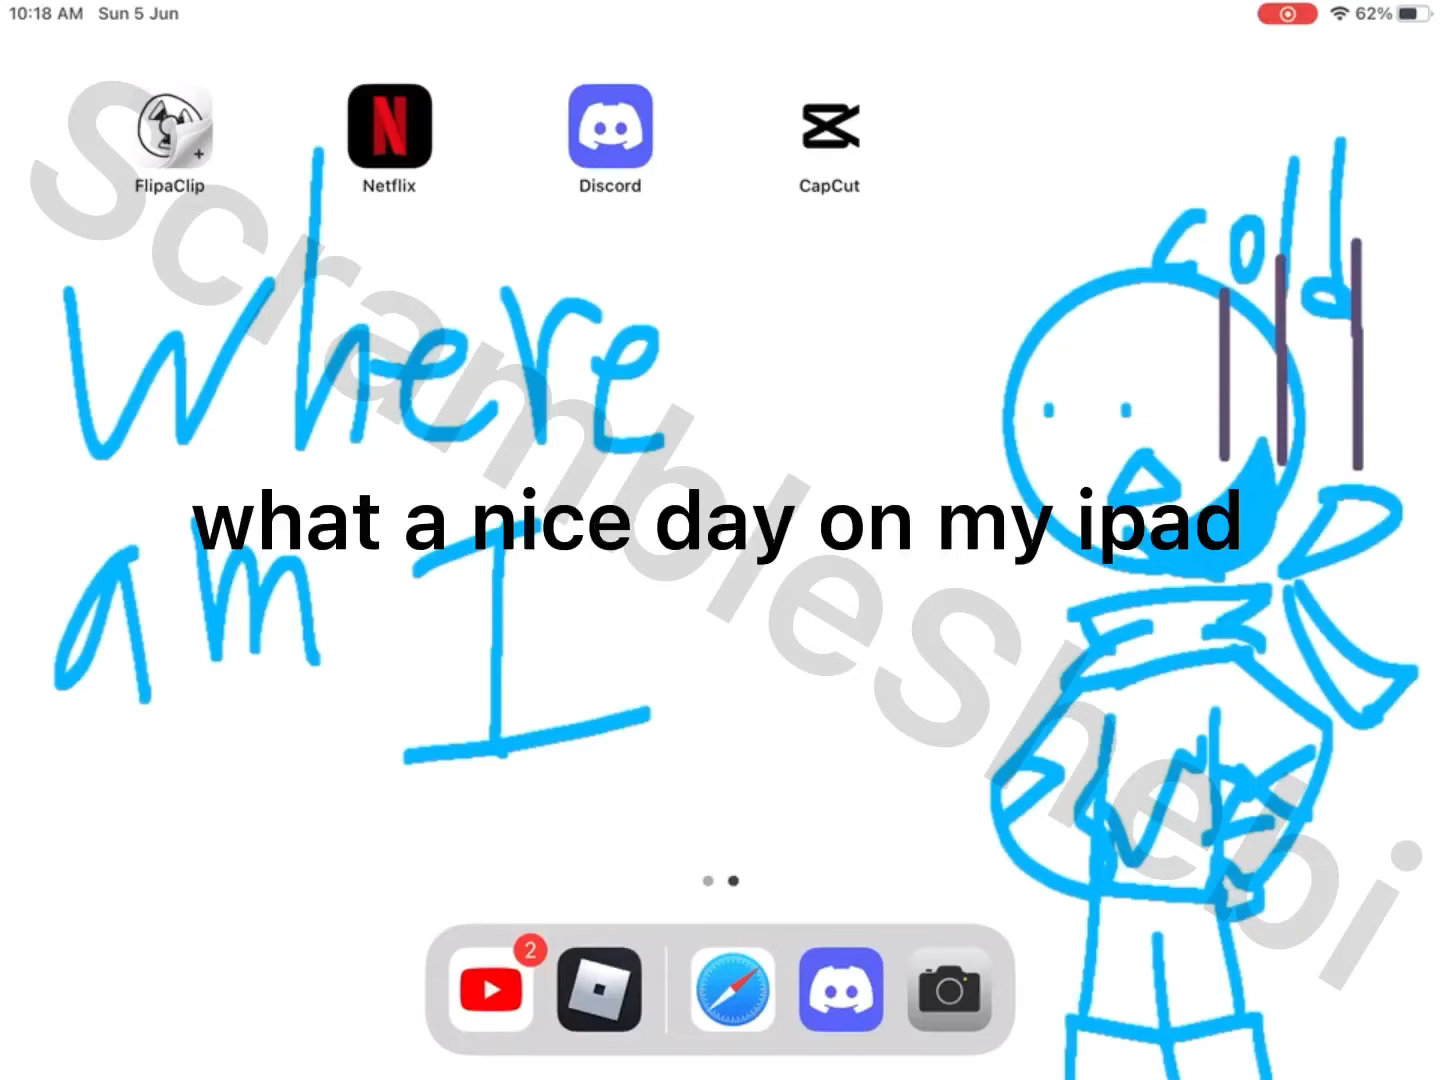 10:18 AM Sun 5 Jun 62%
FlipaClip Netflix Discord CapCut
cold
where
what a nice day on my ipad
am I
2
ScrambleShebi